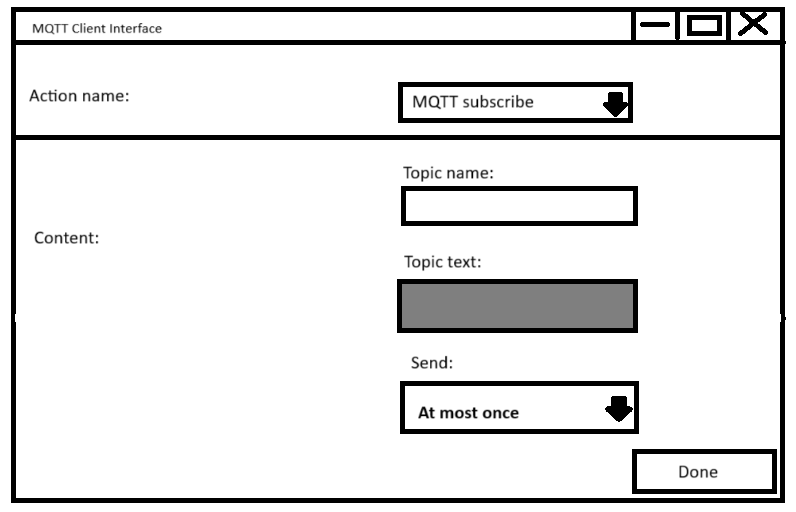 MQTT Client Interface
Action name:
MQTT subscribe
Topic name:
Content:
Topic text:
Send:
At most once
Done